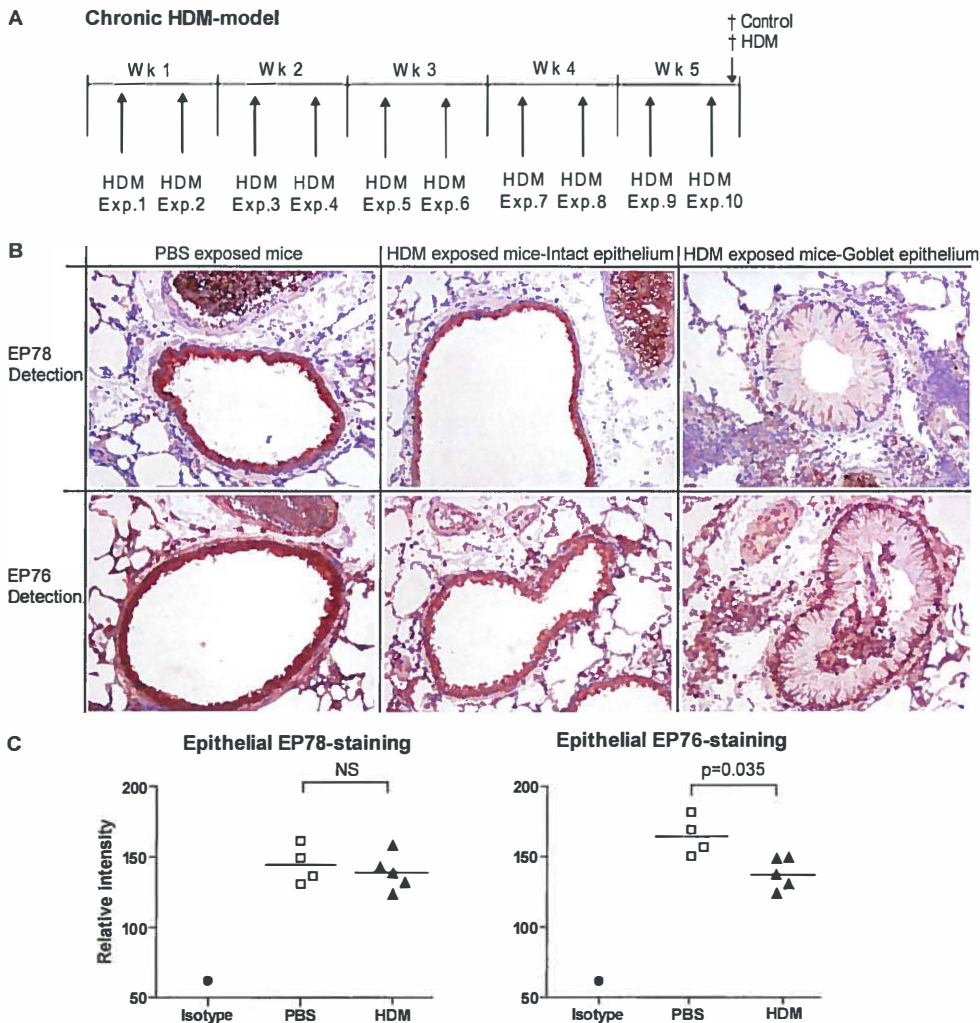 A Chronic HDM-model
† Control
† HDM
Wk 1 Wk 2 Wk 3 Wk 4 Wk 5
HDM HDM HDM HDM HDM HDM HDM HDM HDM HDM
Exp.1 Exp.2 Exp.3 Exp.4 Exp.5 Exp.6 Exp.7 Exp.8 Exp.9 Exp.10
B PBS exposed mice HDM exposed mice-Intact epithelium HDM exposed mice-Goblet epithelium
EP78
Detection
EP76
Detection
C Epithelial EP78-staining Epithelial EP76-staining
NS p=0.035
200 200
150 150
100 100
50 50
Relative intensity
Isotype PBS HDM Isotype PBS HDM